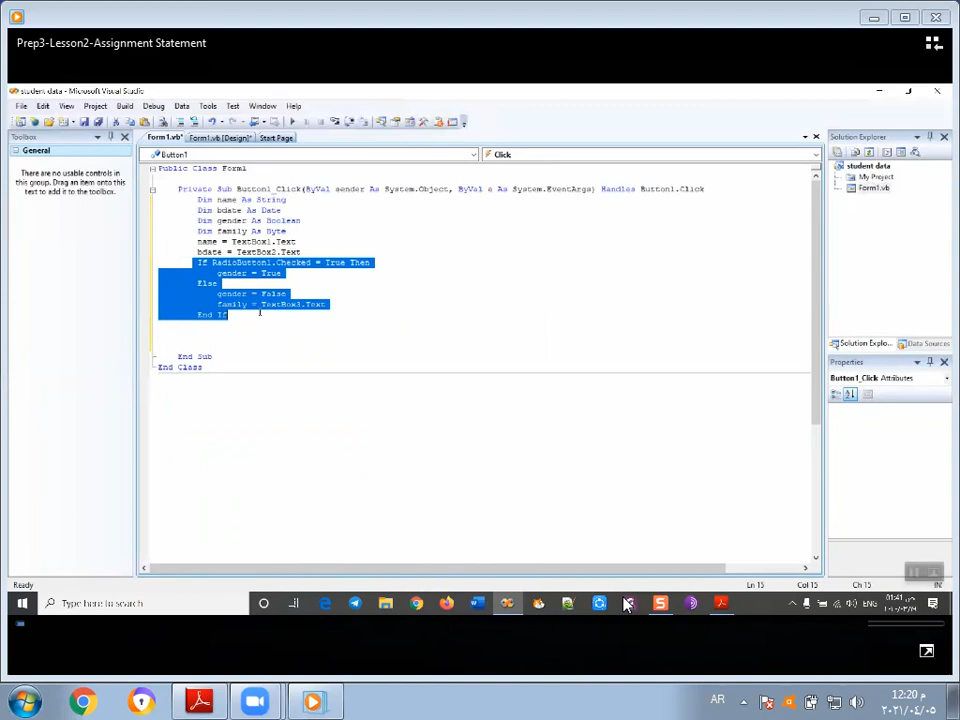 Prep3-Lesson2-Assignment Statement
student data - Microsoft Visual Studio
File Edit View Project Build Debug Data Tools Test Window Help
Toolbox
General
There are no usable controls in
this group. Drag an item onto this
text to add it to the toolbox.
Form1.vb* Form1.vb [Design]* Start Page
Button1
Click
Public Class Form1
Private Sub Button1_Click(ByVal sender As System.Object, ByVal e As System.EventArgs) Handles Button1.Click
Dim name As String
Dim bdate As Date
Dim gender As Boolean
Dim family As Byte
name = TextBox1.Text
bdate = TextBox2.Text
If RadioButton1.Checked = True Then
gender = True
Else
gender = False
family = TextBox3.Text
End If
End Sub
End Class
Solution Explorer
student data
My Project
Form1.vb
Solution Explo...
Data Sources
Properties
Button1_Click Attributes
Ready
Ln 15 Col 15 Ch 15
Type here to search
ENG
AR
12:20 م
٢٠٢١/٠٤/٠٥